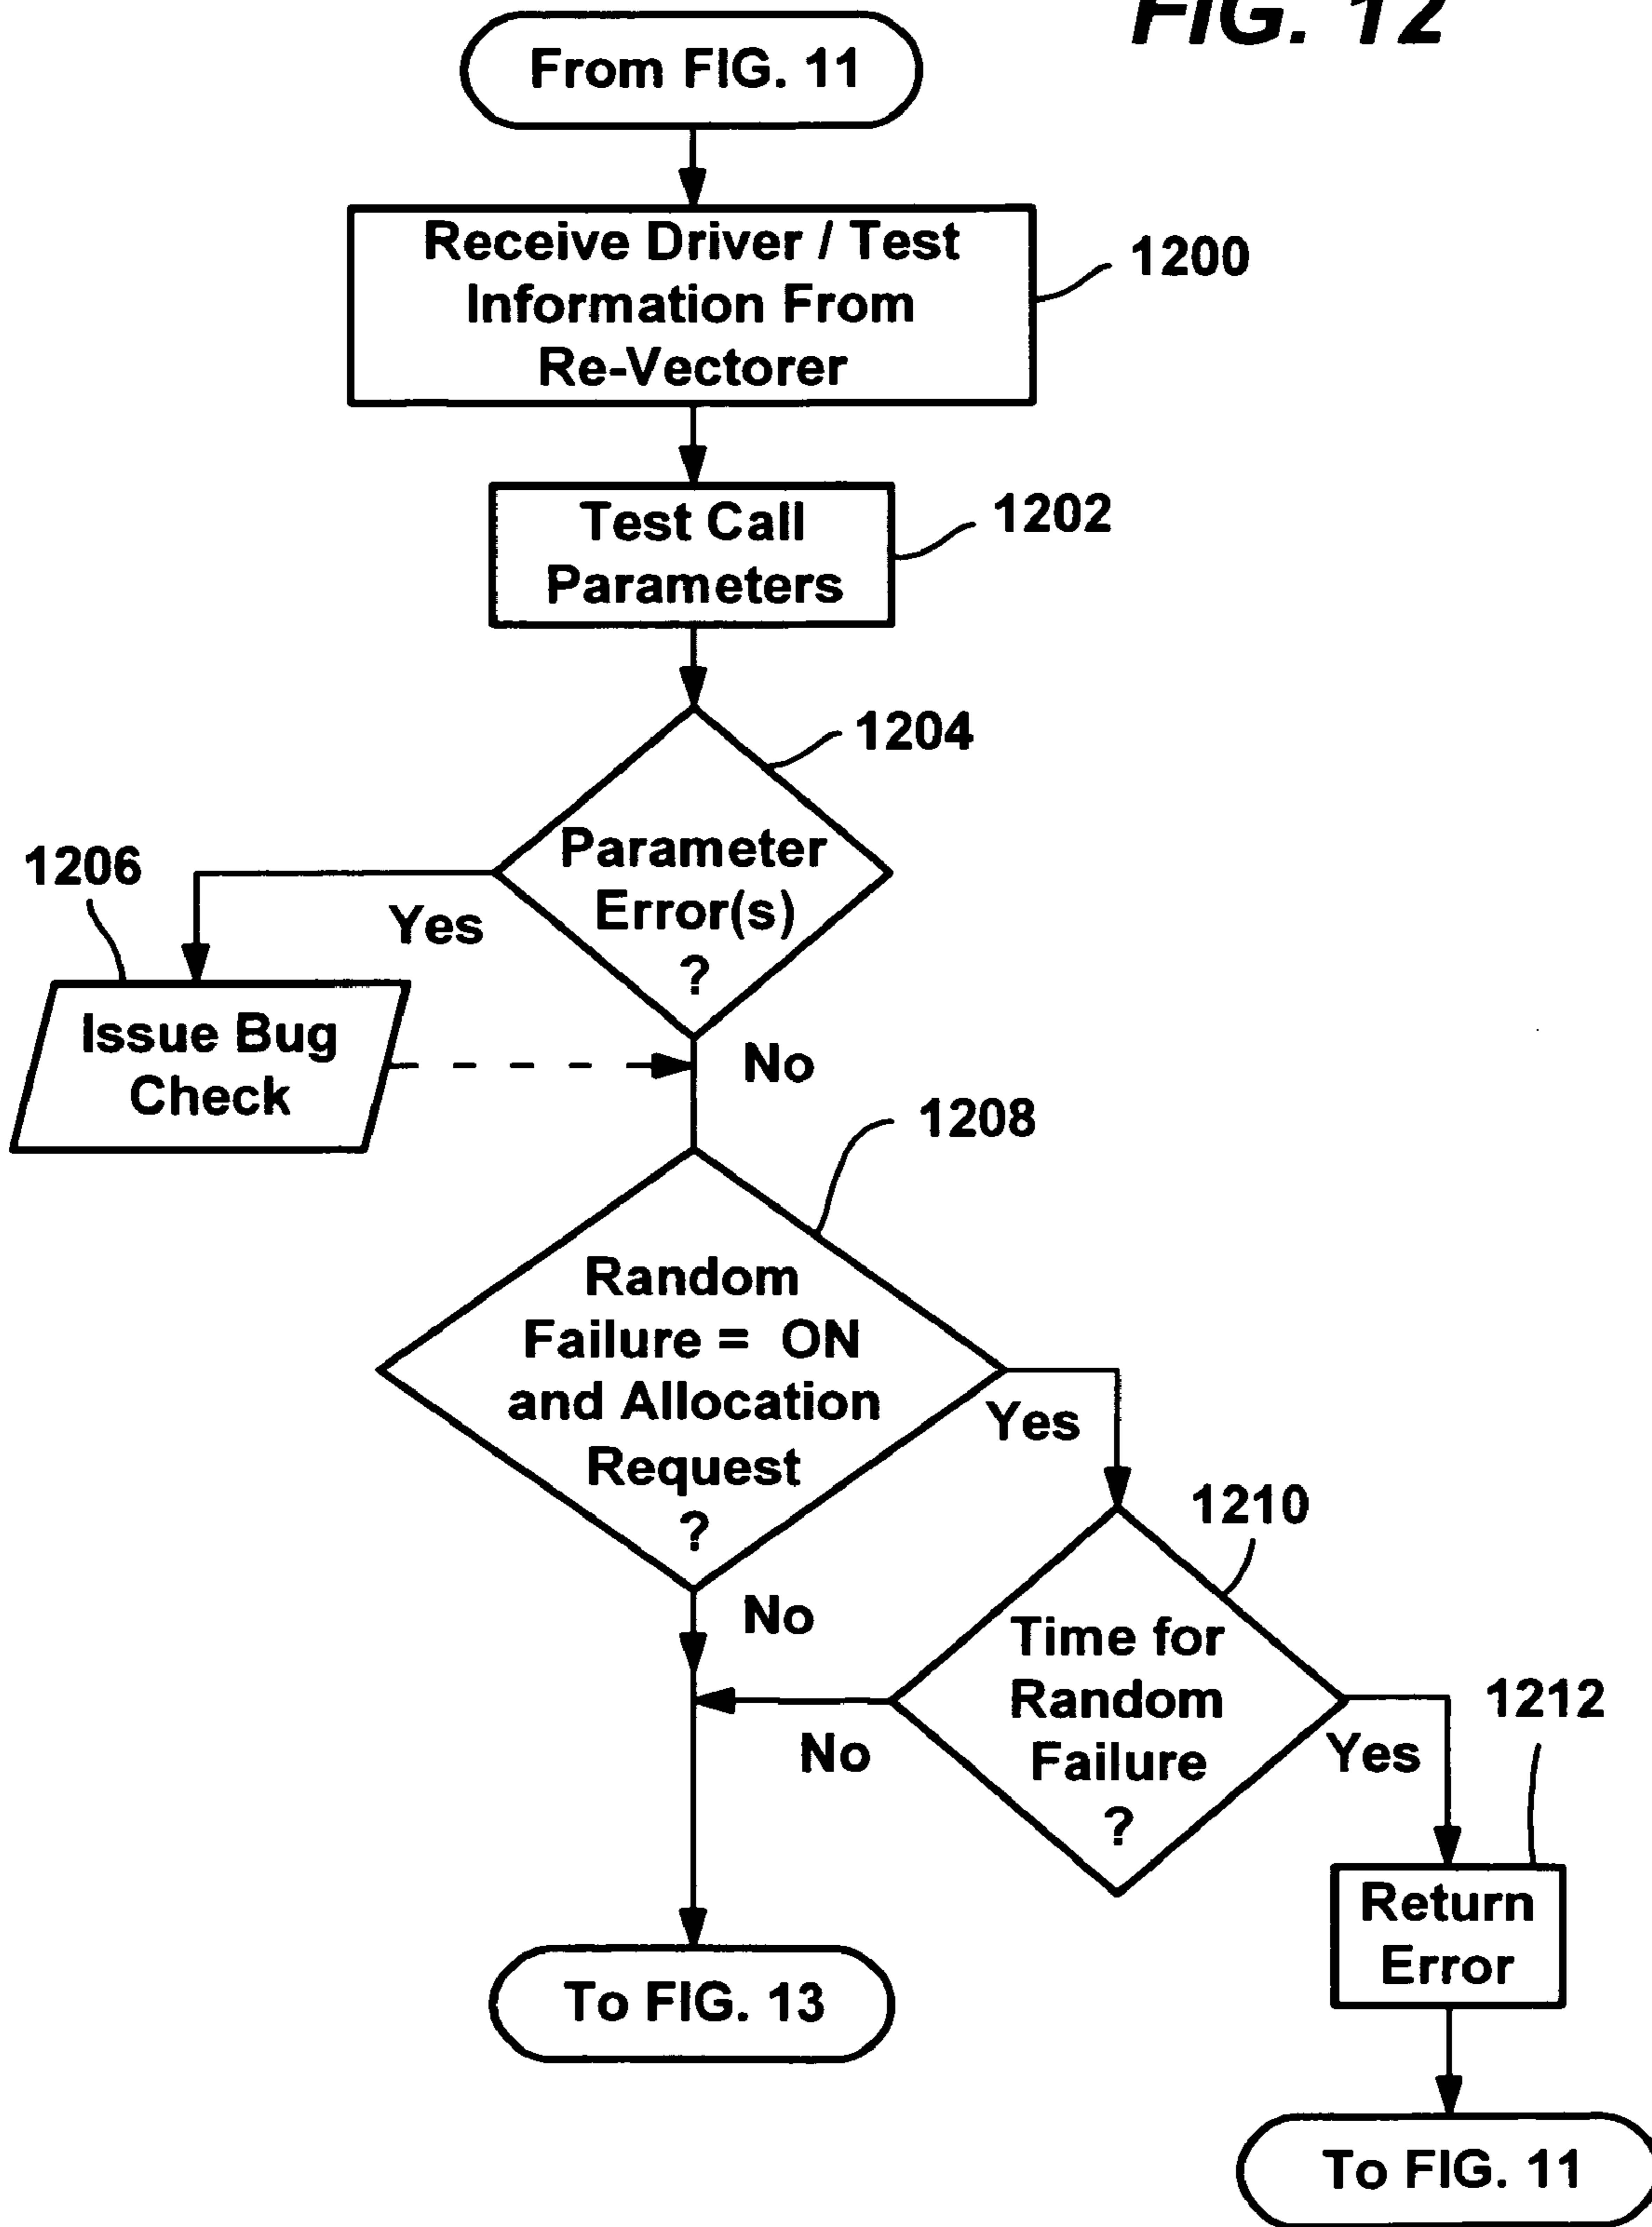 FIG. 12
From FIG. 11
Receive Driver / Test
Information From
Re-Vectorer
1200
Test Call
Parameters
1202
1204
Parameter
Error(s)
?
1206
Yes
Issue Bug
Check
No
1208
Random
Failure = ON
and Allocation
Request
?
Yes
No
1210
Time for
Random
Failure
?
No
Yes
1212
Return
Error
To FIG. 13
To FIG. 11